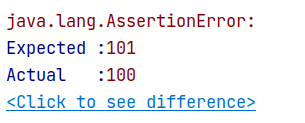 java.lang.AssertionError:
Expected :101
Actual   :100
<Click to see difference>